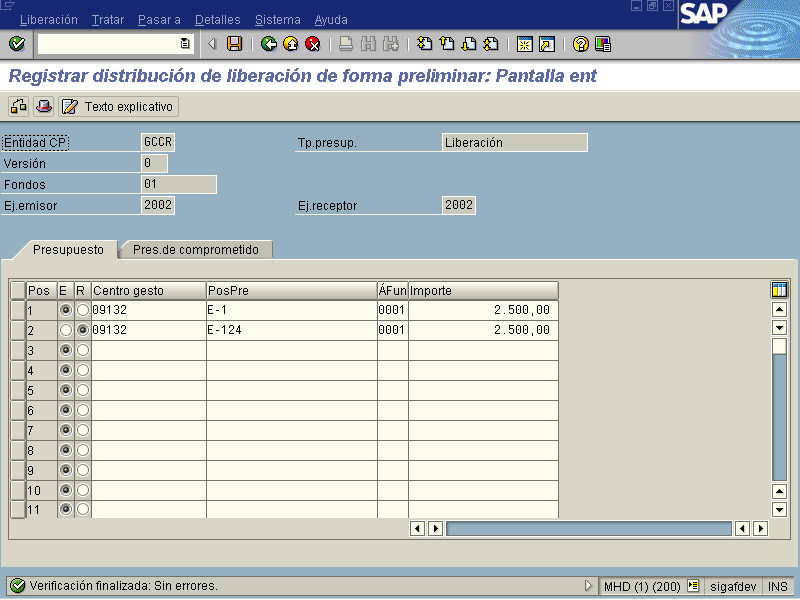 Liberación Tratar Pasar a Detalles Sistema Ayuda
SAP
Registrar distribución de liberación de forma preliminar: Pantalla ent
Texto explicativo
Entidad CP GCCR Tp.presup. Liberación
Versión 0
Fondos 01
Ej.emisor 2002 Ej.receptor 2002
Presupuesto Pres.de comprometido
Pos E R Centro gesto PosPre ÁFun Importe
1 09132 E-1 0001 2.500,00
2 09132 E-124 0001 2.500,00
3
4
5
6
7
8
9
10
11
Verificación finalizada: Sin errores. MHD (1) (200) sigafdev INS